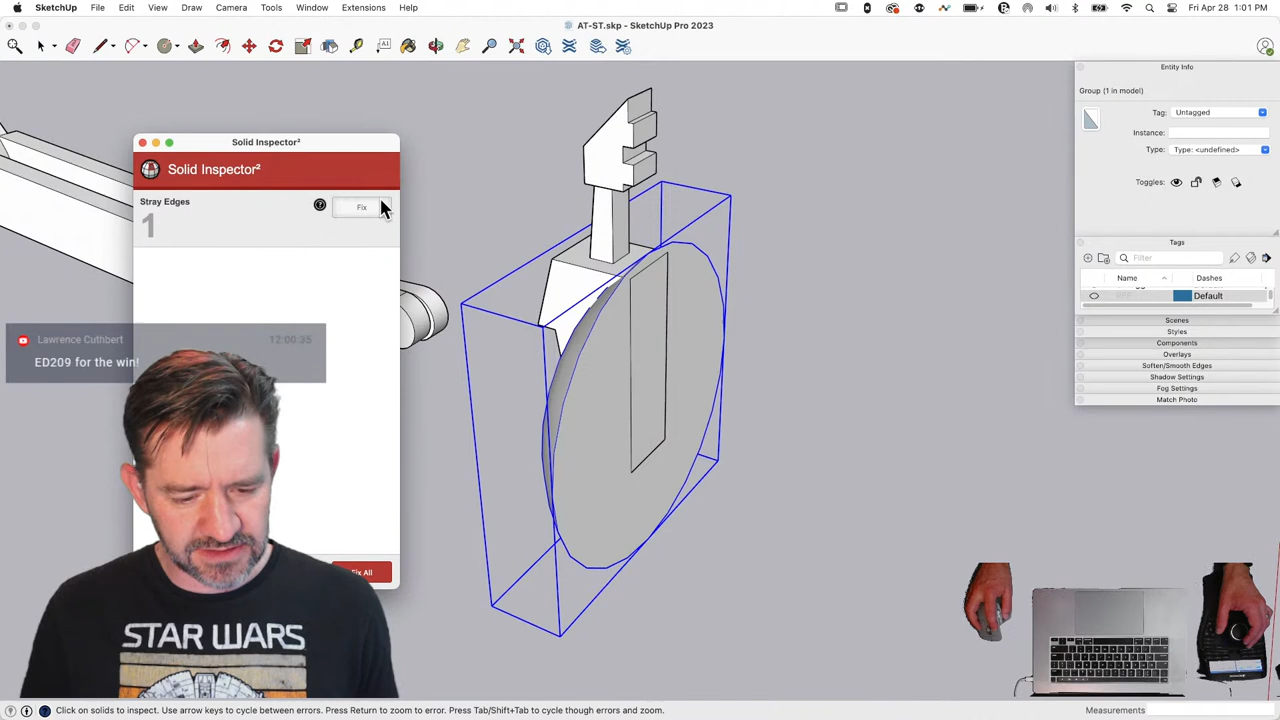 SketchUp File Edit View Draw Camera Tools Window Extensions Help
Fri Apr 28 1:01 PM
AT-ST.skp - SketchUp Pro 2023
Entity Info
Group (1 in model)
Tag: Untagged
Instance:
Type: Type: <undefined>
Toggles:
Tags
Filter
Name Dashes
Default
Scenes
Styles
Components
Overlays
Soften/Smooth Edges
Shadow Settings
Fog Settings
Match Photo
Solid Inspector²
Solid Inspector²
Stray Edges
1
Fix
Lawrence Cuthbert 12:00:35
ED209 for the win!
Fix All
STAR WARS
Click on solids to inspect. Use arrow keys to cycle between errors. Press Return to zoom to error. Press Tab/Shift+Tab to cycle though errors and zoom.
Measurements